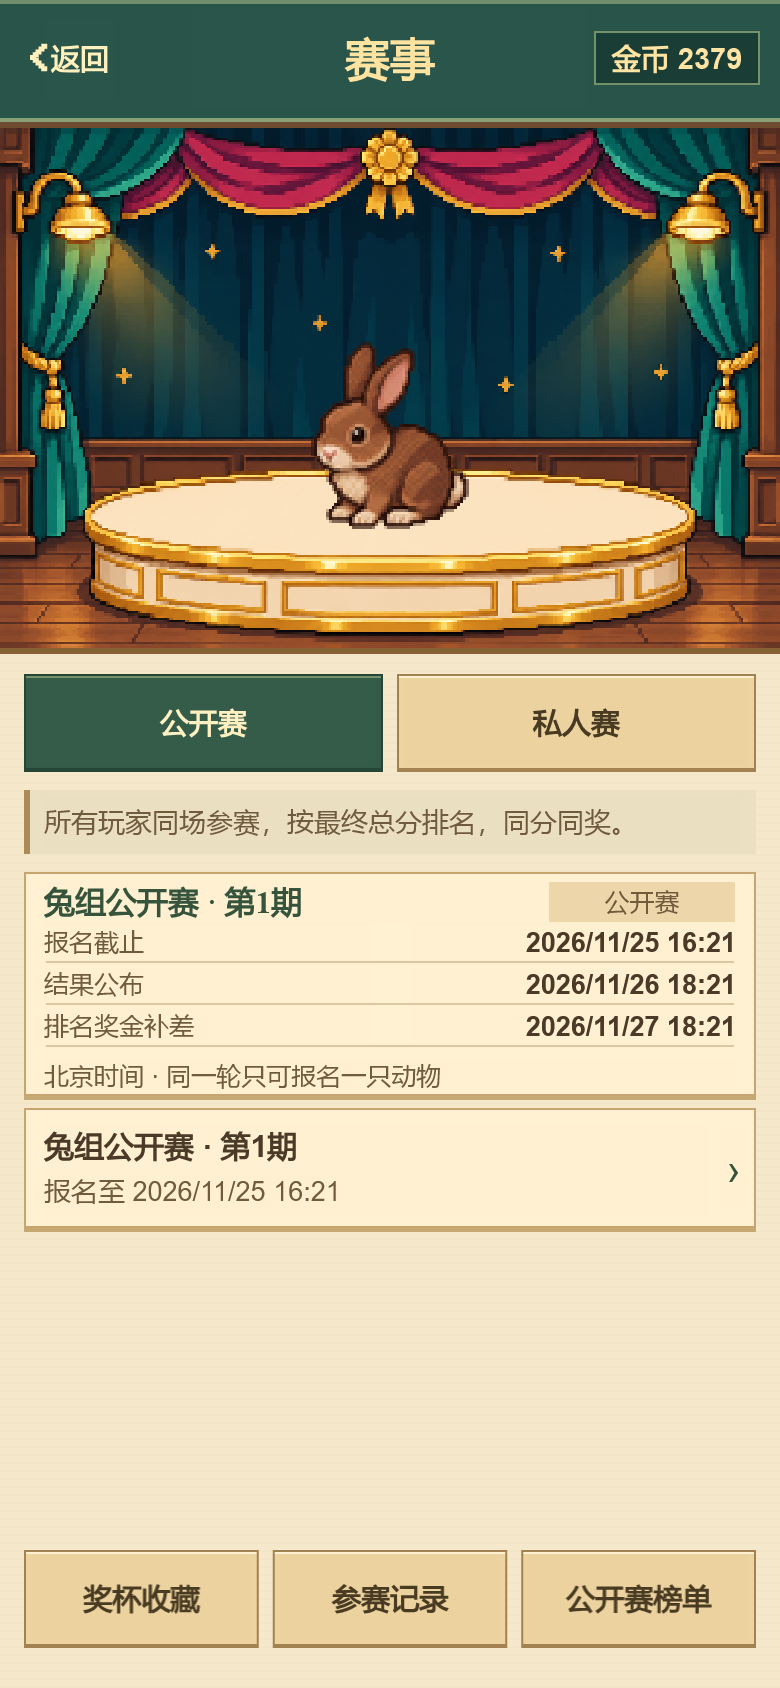 返回
赛事
金币 2379
公开赛
私人赛
所有玩家同场参赛，按最终总分排名，同分同奖。
兔组公开赛 · 第1期
公开赛
报名截止 2026/11/25 16:21
结果公布 2026/11/26 18:21
排名奖金补差 2026/11/27 18:21
北京时间 · 同一轮只可报名一只动物
兔组公开赛 · 第1期
报名至 2026/11/25 16:21
奖杯收藏
参赛记录
公开赛榜单